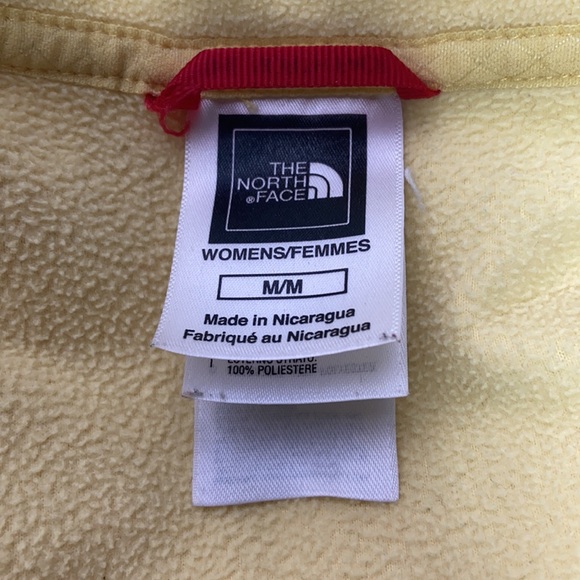 THE
NORTH
® FACE
WOMENS/FEMMES
M/M
Made in Nicaragua
Fabriqué au Nicaragua
100% POLIESTERE